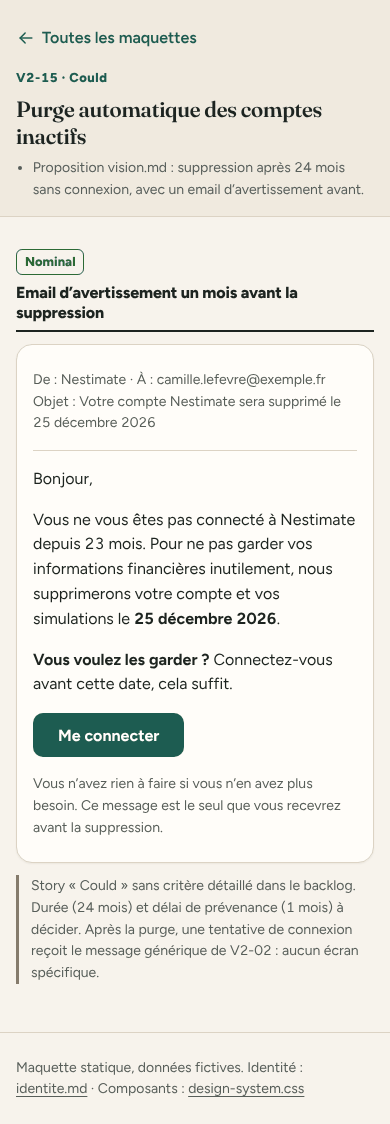 ← Toutes les maquettes
V2-15 · Could
Purge automatique des comptes
inactifs
• Proposition vision.md : suppression après 24 mois
sans connexion, avec un email d’avertissement avant.
Nominal
Email d’avertissement un mois avant la
suppression
De : Nestimate · À : camille.lefevre@exemple.fr
Objet : Votre compte Nestimate sera supprimé le
25 décembre 2026
Bonjour,
Vous ne vous êtes pas connecté à Nestimate
depuis 23 mois. Pour ne pas garder vos
informations financières inutilement, nous
supprimerons votre compte et vos
simulations le 25 décembre 2026.
Vous voulez les garder ? Connectez-vous
avant cette date, cela suffit.
Me connecter
Vous n’avez rien à faire si vous n’en avez plus
besoin. Ce message est le seul que vous recevrez
avant la suppression.
Story « Could » sans critère détaillé dans le backlog.
Durée (24 mois) et délai de prévenance (1 mois) à
décider. Après la purge, une tentative de connexion
reçoit le message générique de V2-02 : aucun écran
spécifique.
Maquette statique, données fictives. Identité :
identite.md · Composants : design-system.css